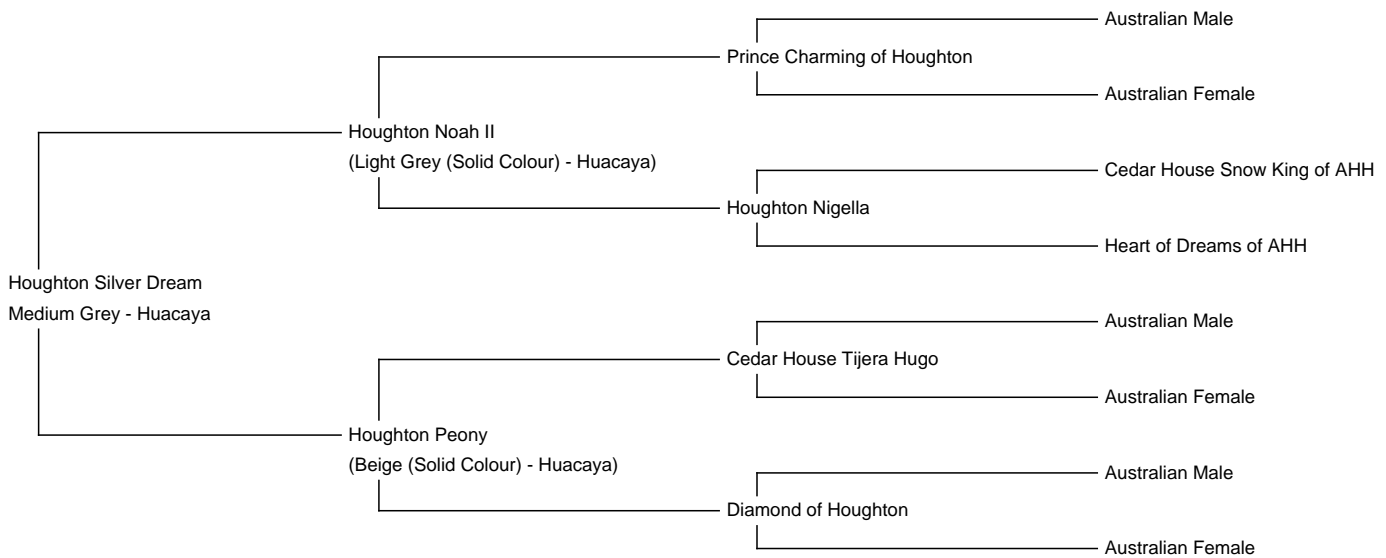 Australian Male
Prince Charming of Houghton
Australian Female
Houghton Noah II
(Light Grey (Solid Colour) - Huacaya)
Cedar House Snow King of AHH
Houghton Nigella
Heart of Dreams of AHH
Houghton Silver Dream
Medium Grey - Huacaya
Australian Male
Cedar House Tijera Hugo
Australian Female
Houghton Peony
(Beige (Solid Colour) - Huacaya)
Australian Male
Diamond of Houghton
Australian Female